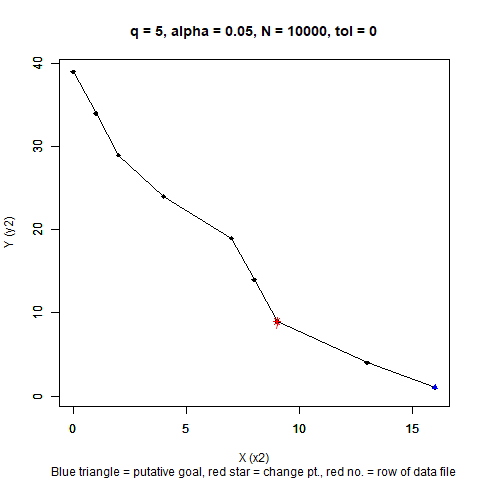 q = 5, alpha = 0.05, N = 10000, tol = 0
40
30
20
10
0
Y (y2)
0 5 10 15
X (x2)
Blue triangle = putative goal, red star = change pt., red no. = row of data file